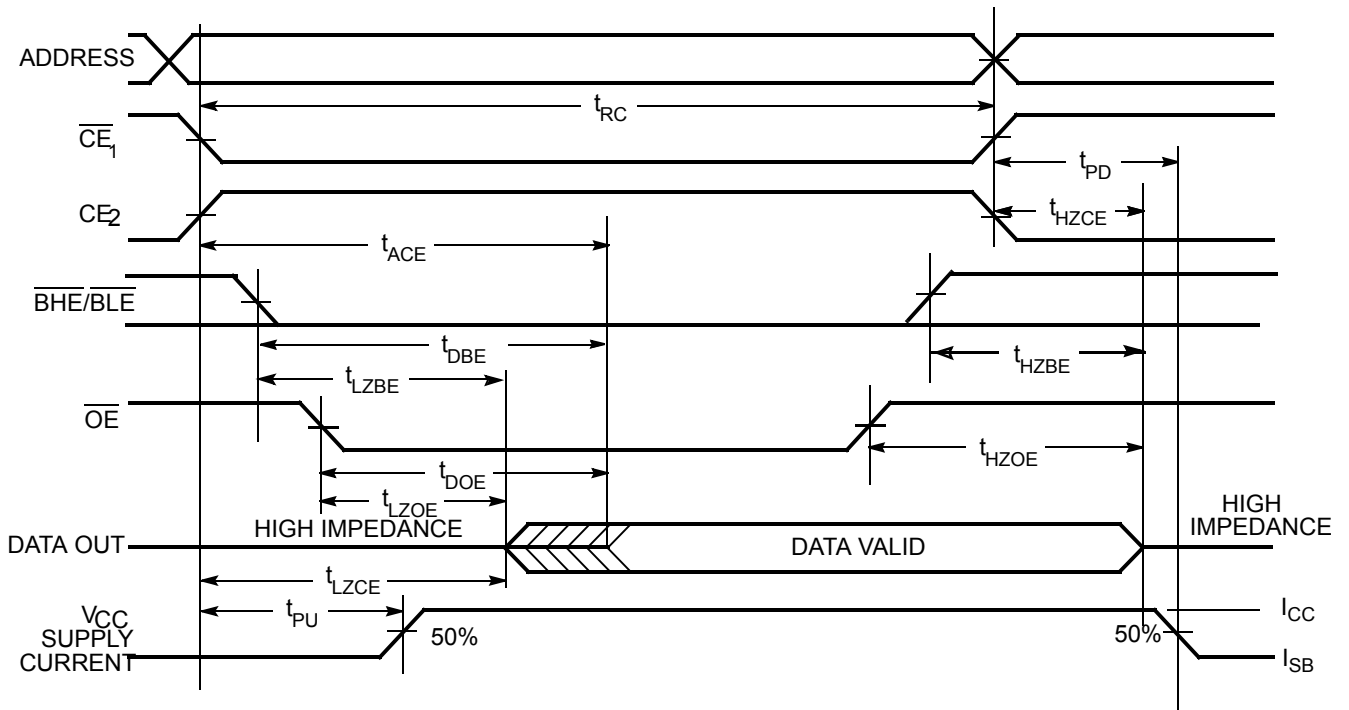 ADDRESS
tRC
CE1
tPD
CE2
tHZCE
tACE
BHE/BLE
tDBE
tHZBE
tLZBE
OE
tHZOE
tDOE
tLZOE
HIGH IMPEDANCE
HIGH
IMPEDANCE
DATA OUT
DATA VALID
tLZCE
tPU
VCC
SUPPLY
CURRENT
50%
50%
ICC
ISB